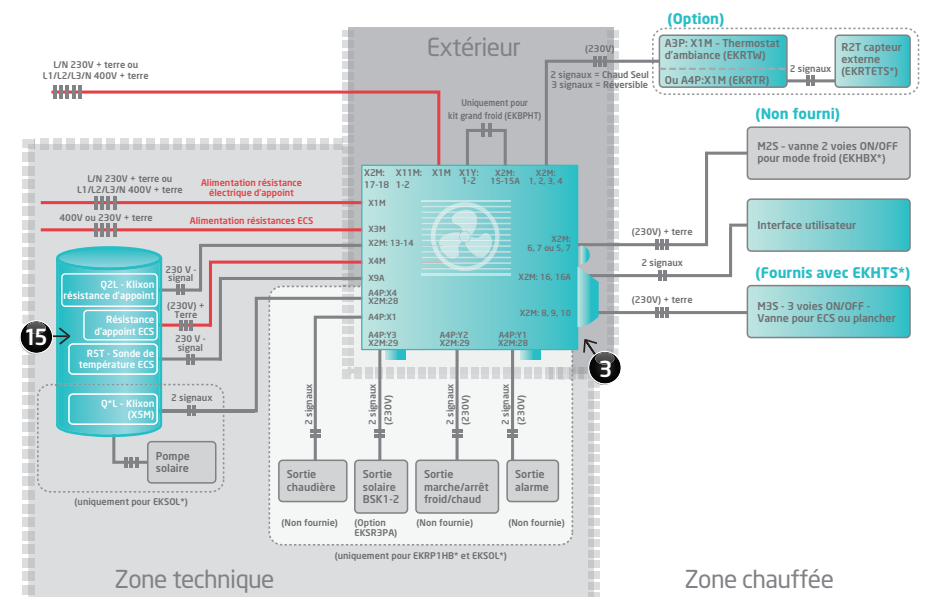 (Option)
Extérieur
L/N 230V + terre ou
L1/L2/L3/N 400V + terre
(230V)
2 signaux = Chaud Seul
3 signaux = Réversible
A3P: X1M - Thermostat
d'ambiance (EKRTW)
Ou A4P:X1M (EKRTR)
2 signaux
R2T capteur
externe
(EKRTETS*)
Uniquement pour
kit grand froid (EKBPHT)
(Non fourni)
M2S - vanne 2 voies ON/OFF
pour mode froid (EKHBX*)
X2M:
17-18
X11M:
1-2
X1M
X1Y:
1-2
X2M:
15-15A
X2M:
1, 2, 3, 4
L/N 230V + terre ou
L1/L2/L3/N 400V + terre
Alimentation résistance
électrique d'appoint
X1M
400V ou 230V + terre
Alimentation résistances ECS
X3M
X2M: 13-14
X4M
X9A
A4P:X4
X2M:28
A4P:X1
X2M:
6, 7 ou 5, 7
X2M: 16, 16A
X2M: 8, 9, 10
A4P:Y3
X2M:29
A4P:Y2
X2M:29
A4P:Y1
X2M:28
(230V) + terre
Interface utilisateur
2 signaux
(Fournis avec EKHTS*)
(230V) + terre
M3S - 3 voies ON/OFF -
Vanne pour ECS ou plancher
3
15
Q2L - Klixon
résistance d'appoint
230 V -
signal
Résistance
d'appoint ECS
(230V) +
Terre
R5T - Sonde de
température ECS
230 V -
signal
Q*L - Klixon
(X5M)
2 signaux
Pompe
solaire
(uniquement pour EKSOL*)
2 signaux
2 signaux
(230V)
2 signaux
(230V)
2 signaux
(230V)
Sortie
chaudière
Sortie
solaire
BSK1-2
Sortie
marche/arrêt
froid/chaud
Sortie
alarme
(Non fournie)
(Option
EKSR3PA)
(Non fournie)
(Non fournie)
(uniquement pour EKRP1HB* et EKSOL*)
Zone technique
Zone chauffée